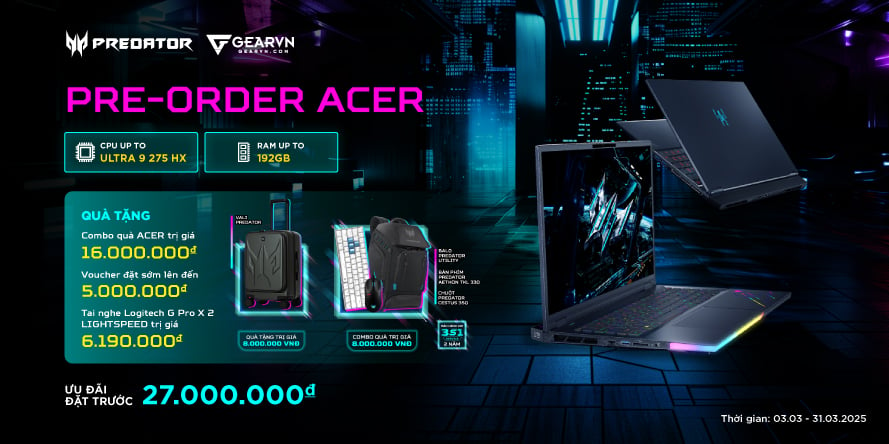 PREDATOR
GEARVN
GEARVN.COM
PRE-ORDER ACER
CPU UP TO
ULTRA 9 275 HX
RAM UP TO
192GB
QUÀ TẶNG
Combo quà ACER trị giá
16.000.000đ
Voucher đặt sớm lên đến
5.000.000đ
Tai nghe Logitech G Pro X 2
LIGHTSPEED trị giá
6.190.000đ
VALI
PREDATOR
QUÀ TẶNG TRỊ GIÁ
8.000.000 VNĐ
BALO
PREDATOR
UTILITY
BÀN PHÍM
PREDATOR
AETHON TKL 330
CHUỘT
PREDATOR
CESTUS 350
COMBO QUÀ TRỊ GIÁ
8.000.000 VNĐ
3S1
2 NĂM
ƯU ĐÃI
ĐẶT TRƯỚC
27.000.000đ
Thời gian: 03.03 - 31.03.2025